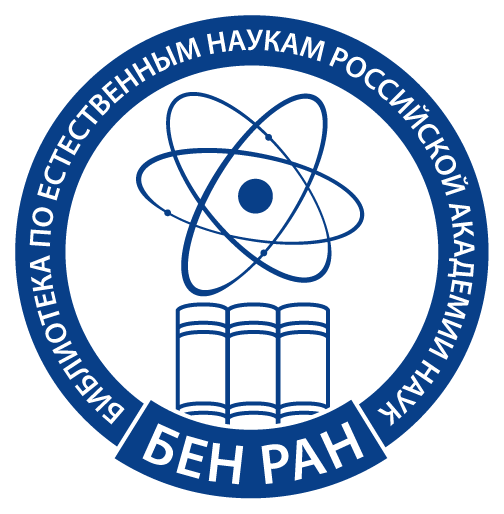 БИБЛИОТЕКА ПО ЕСТЕСТВЕННЫМ НАУКАМ РОССИЙСКОЙ АКАДЕМИИ НАУК
БЕН РАН